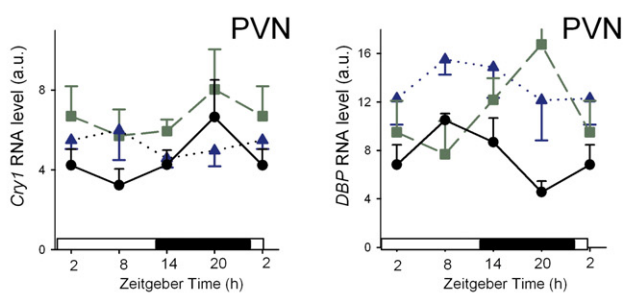 PVN
Cry1 RNA level (a.u.)
8
4
0
2 8 14 20 2
Zeitgeber Time (h)
PVN
DBP RNA level (a.u.)
16
12
8
4
0
2 8 14 20 2
Zeitgeber Time (h)